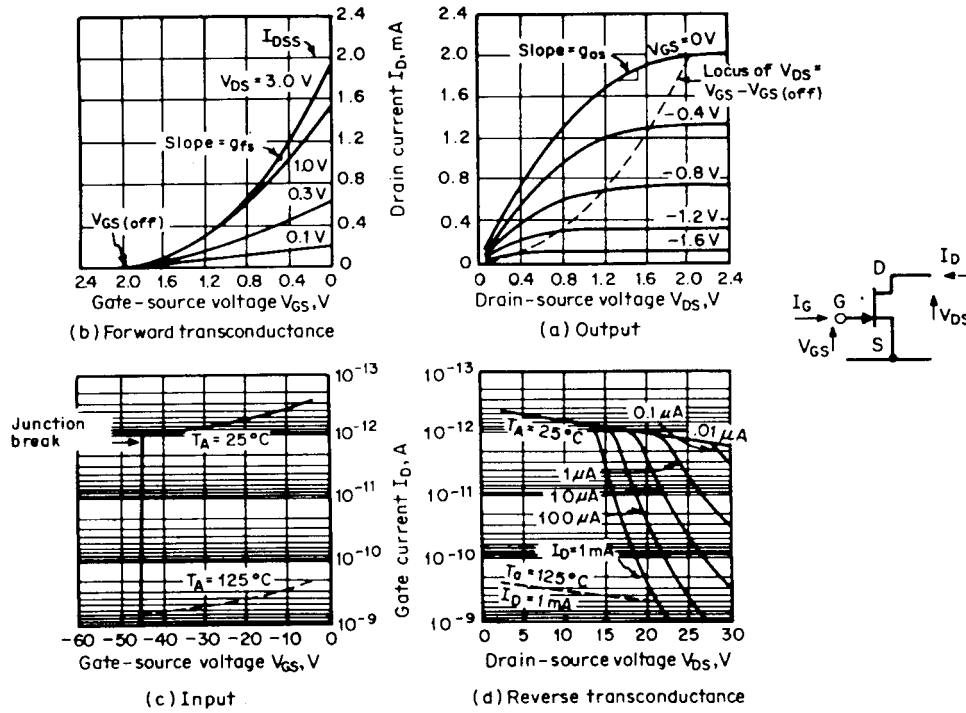 2.4
2.0
1.6
1.2
0.8
0.4
0
I_DSS
V_DS = 3.0 V
Slope = g_fs
1.0 V
0.3 V
0.1 V
V_GS (off)
2.4 2.0 1.6 1.2 0.8 0.4 0
Gate-source voltage V_GS, V
(b) Forward transconductance
Drain current I_D, mA
2.4
2.0
1.6
1.2
0.8
0.4
0
Slope = g_os
V_GS = 0 V
Locus of V_DS =
V_GS - V_GS (off)
-0.4 V
-0.8 V
-1.2 V
-1.6 V
0 0.4 0.8 1.2 1.6 2.0 2.4
Drain-source voltage V_DS, V
(a) Output
D
I_D
I_G
G
V_DS
V_GS
S
10^-13
10^-12
10^-11
10^-10
10^-9
Junction
break
T_A = 25 °C
T_A = 125 °C
-60 -50 -40 -30 -20 -10 0
Gate-source voltage V_GS, V
(c) Input
Gate current I_D, A
10^-13
10^-12
10^-11
10^-10
10^-9
0.1 μA
.01 μA
T_A = 25 °C
1 μA
10 μA
100 μA
I_D = 1 mA
T_a = 125 °C
I_D = 1 mA
0 5 10 15 20 25 30
Drain-source voltage V_DS, V
(d) Reverse transconductance